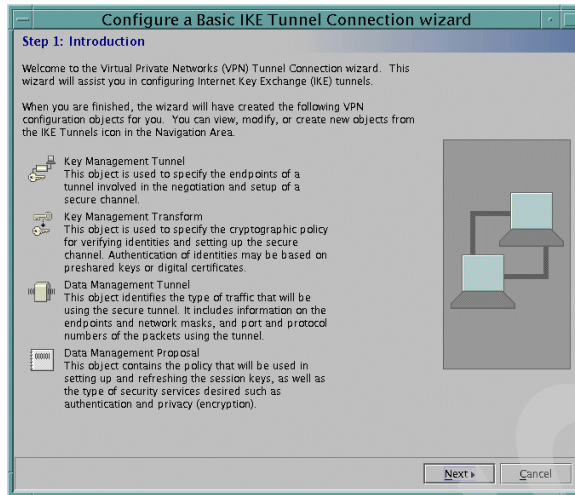 Configure a Basic IKE Tunnel Connection wizard
Step 1: Introduction
Welcome to the Virtual Private Networks (VPN) Tunnel Connection wizard. This
wizard will assist you in configuring Internet Key Exchange (IKE) tunnels.
When you are finished, the wizard will have created the following VPN
configuration objects for you. You can view, modify, or create new objects from
the IKE Tunnels icon in the Navigation Area.
Key Management Tunnel
This object is used to specify the endpoints of a
tunnel involved in the negotiation and setup of a
secure channel.
Key Management Transform
This object is used to specify the cryptographic policy
for verifying identities and setting up the secure
channel. Authentication of identities may be based on
preshared keys or digital certificates.
Data Management Tunnel
This object identifies the type of traffic that will be
using the secure tunnel. It includes information on the
endpoints and network masks, and port and protocol
numbers of the packets using the tunnel.
Data Management Proposal
This object contains the policy that will be used in
setting up and refreshing the session keys, as well as
the type of security services desired such as
authentication and privacy (encryption).
Next
Cancel